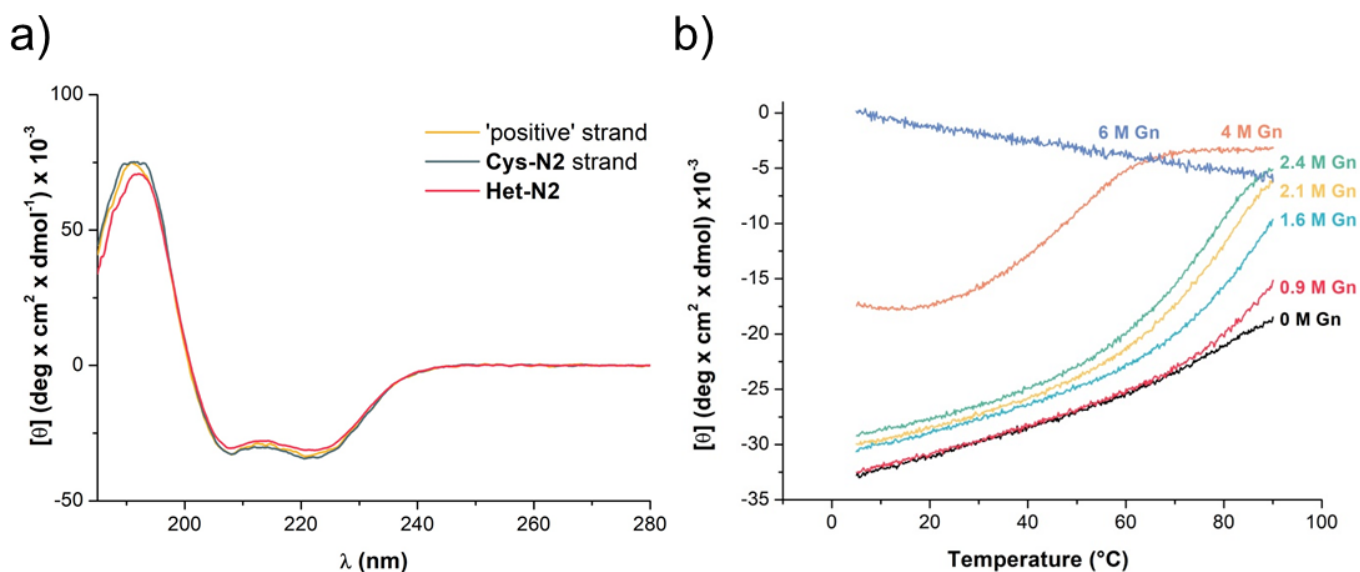 a)
[θ] (deg x cm² x dmol⁻¹) x 10⁻³
100
50
0
-50
200
220
240
260
280
λ (nm)
'positive' strand
Cys-N2 strand
Het-N2
b)
[θ] (deg x cm² x dmol) x10⁻³
0
-5
-10
-15
-20
-25
-30
-35
0
20
40
60
80
100
Temperature (°C)
6 M Gn
4 M Gn
2.4 M Gn
2.1 M Gn
1.6 M Gn
0.9 M Gn
0 M Gn